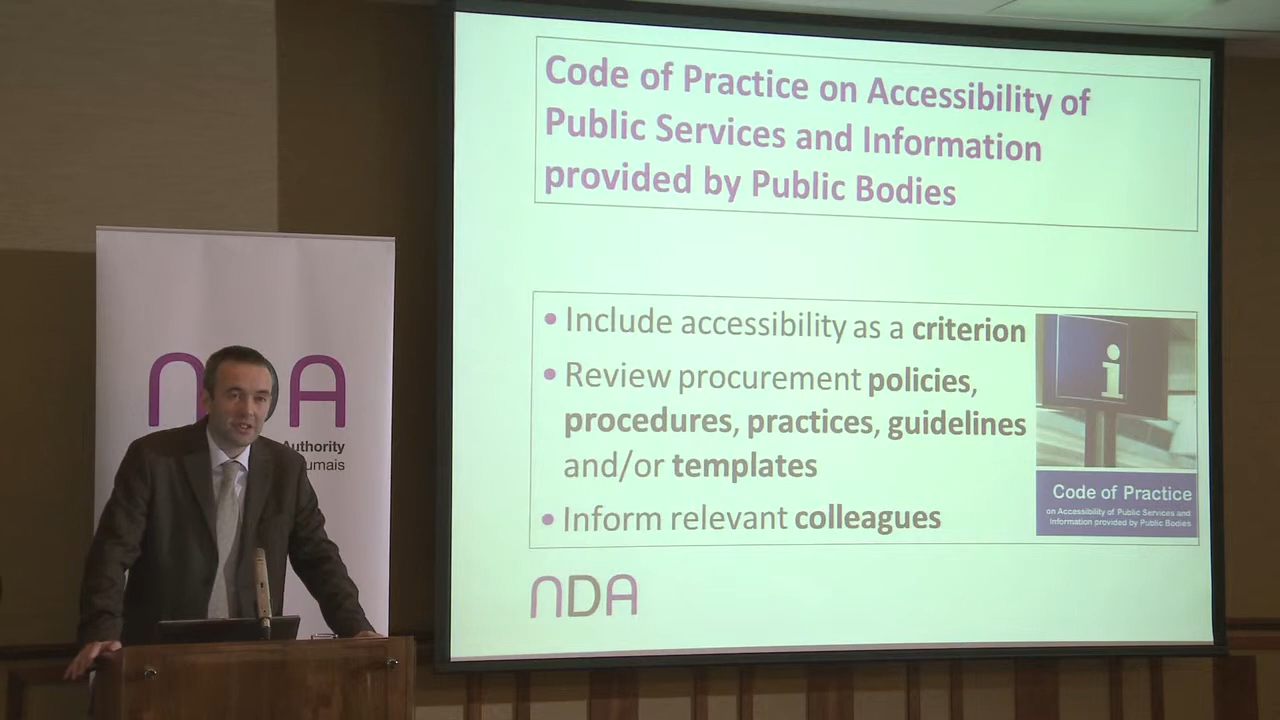 Code of Practice on Accessibility of
Public Services and Information
provided by Public Bodies
• Include accessibility as a criterion
• Review procurement policies,
procedures, practices, guidelines
and/or templates
• Inform relevant colleagues
i
Code of Practice
on Accessibility of Public Services and
Information provided by Public Bodies
NDA
NDA
Authority